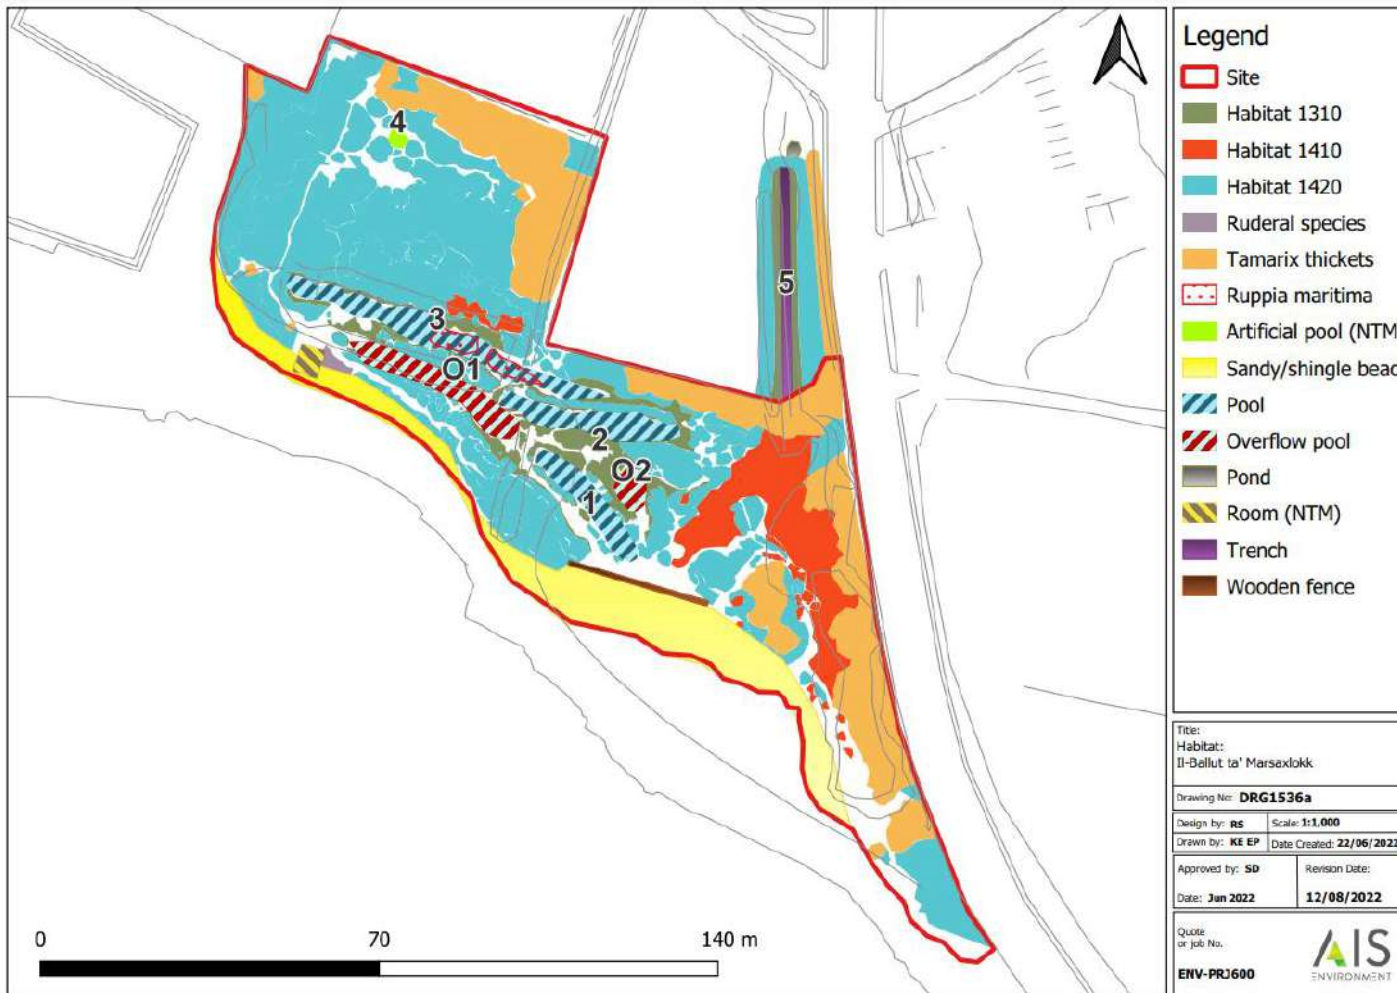 4
5
3
O1
2
O2
1
0 70 140 m
Legend
Site
Habitat 1310
Habitat 1410
Habitat 1420
Ruderal species
Tamarix thickets
Ruppia maritima
Artificial pool (NTM
Sandy/shingle beac
Pool
Overflow pool
Pond
Room (NTM)
Trench
Wooden fence
Title:
Habitat:
Il-Ballut ta' Marsaxlokk
Drawing No: DRG1536a
Design by: RS Scale: 1:1,000
Drawn by: KE EP Date Created: 22/06/2022
Approved by: SD Revision Date:
Date: Jun 2022 12/08/2022
Quote
or job No.
ENV-PRJ600
AIS
ENVIRONMENT